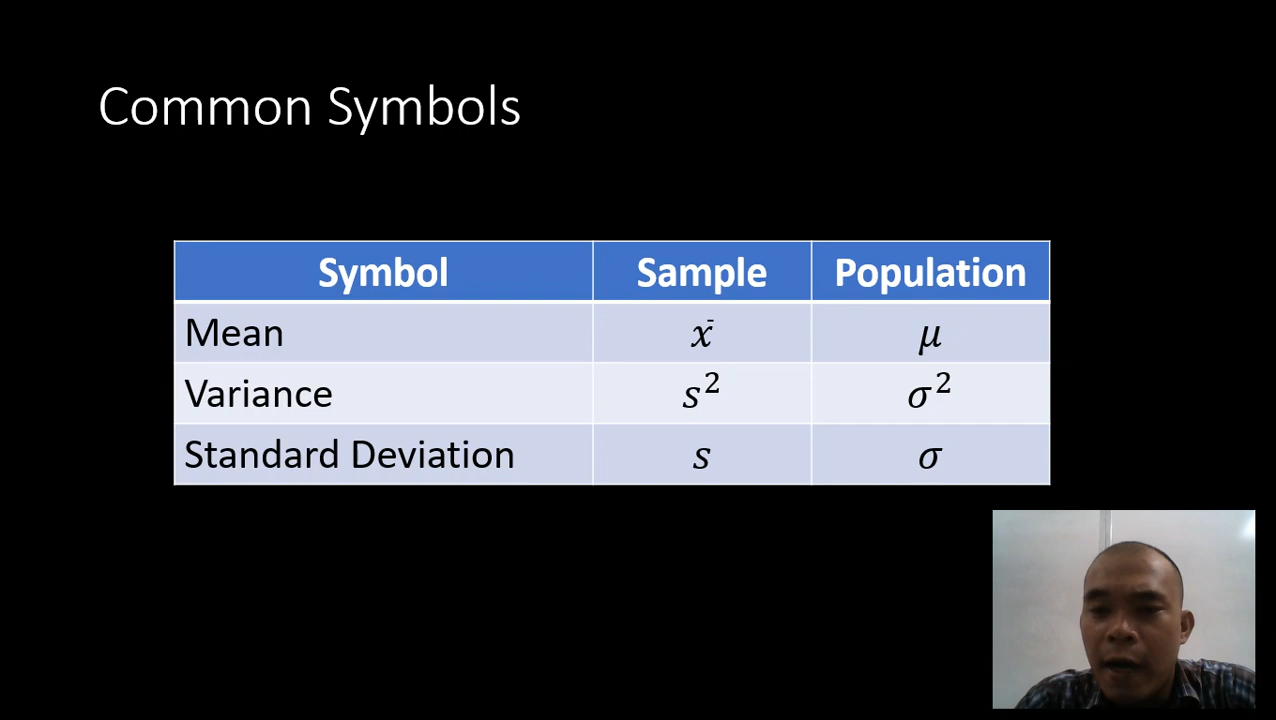 Common Symbols
Symbol Sample Population
Mean x̄ μ
Variance s² σ²
Standard Deviation s σ